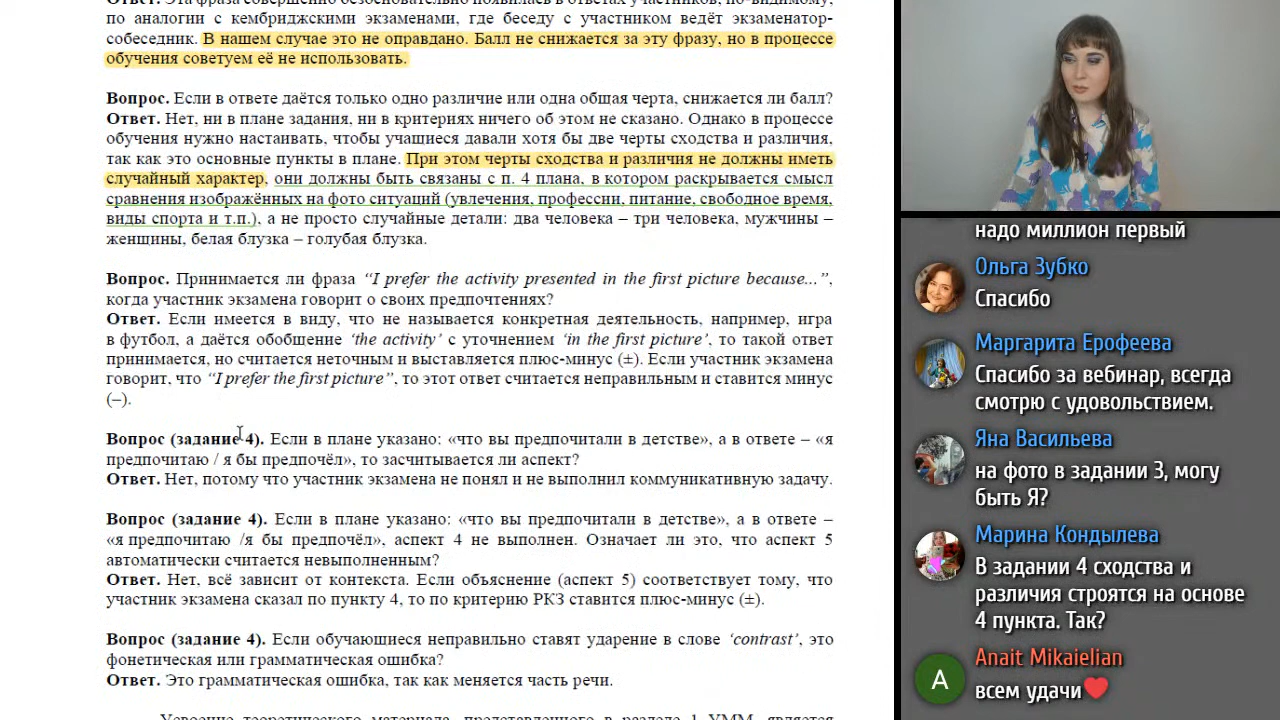 Ответ. Эта фраза совершенно безосновательно появилась в ответах участников, по-видимому,
по аналогии с кембриджскими экзаменами, где беседу с участником ведёт экзаменатор-
собеседник. В нашем случае это не оправдано. Балл не снижается за эту фразу, но в процессе
обучения советуем её не использовать.
Вопрос. Если в ответе даётся только одно различие или одна общая черта, снижается ли балл?
Ответ. Нет, ни в плане задания, ни в критериях ничего об этом не сказано. Однако в процессе
обучения нужно настаивать, чтобы учащиеся давали хотя бы две черты сходства и различия,
так как это основные пункты в плане. При этом черты сходства и различия не должны иметь
случайный характер, они должны быть связаны с п. 4 плана, в котором раскрывается смысл
сравнения изображённых на фото ситуаций (увлечения, профессии, питание, свободное время,
виды спорта и т.п.), а не просто случайные детали: два человека – три человека, мужчины –
женщины, белая блузка – голубая блузка.
Вопрос. Принимается ли фраза “I prefer the activity presented in the first picture because...”,
когда участник экзамена говорит о своих предпочтениях?
Ответ. Если имеется в виду, что не называется конкретная деятельность, например, игра
в футбол, а даётся обобщение ‘the activity’ с уточнением ‘in the first picture’, то такой ответ
принимается, но считается неточным и выставляется плюс-минус (±). Если участник экзамена
говорит, что “I prefer the first picture”, то этот ответ считается неправильным и ставится минус
(–).
Вопрос (задание 4). Если в плане указано: «что вы предпочитали в детстве», а в ответе – «я
предпочитаю / я бы предпочёл», то засчитывается ли аспект?
Ответ. Нет, потому что участник экзамена не понял и не выполнил коммуникативную задачу.
Вопрос (задание 4). Если в плане указано: «что вы предпочитали в детстве», а в ответе –
«я предпочитаю /я бы предпочёл», аспект 4 не выполнен. Означает ли это, что аспект 5
автоматически считается невыполненным?
Ответ. Нет, всё зависит от контекста. Если объяснение (аспект 5) соответствует тому, что
участник экзамена сказал по пункту 4, то по критерию РКЗ ставится плюс-минус (±).
Вопрос (задание 4). Если обучающиеся неправильно ставят ударение в слове ‘contrast’, это
фонетическая или грамматическая ошибка?
Ответ. Это грамматическая ошибка, так как меняется часть речи.
Усвоение теоретического материала, представленного в разделе 1 УММ, является
надо миллион первый
Ольга Зубко
Спасибо
Маргарита Ерофеева
Спасибо за вебинар, всегда
смотрю с удовольствием.
Яна Васильева
на фото в задании 3, могу
быть Я?
Марина Кондылева
В задании 4 сходства и
различия строятся на основе
4 пункта. Так?
A
Anait Mikaielian
всем удачи❤️